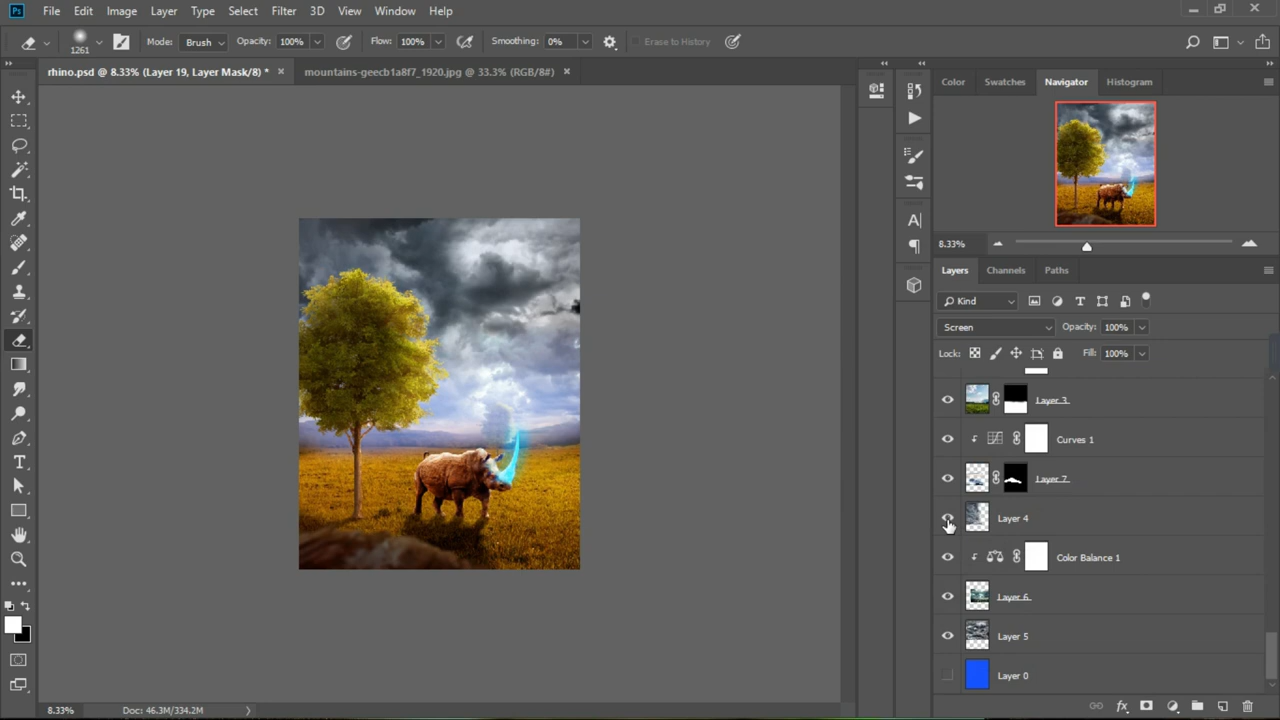 Ps File Edit Image Layer Type Select Filter 3D View Window Help
1261 Mode: Brush Opacity: 100% Flow: 100% Smoothing: 0% Erase to History
rhino.psd @ 8.33% (Layer 19, Layer Mask/8) * × mountains-geecb1a8f7_1920.jpg @ 33.3% (RGB/8#) ×
Color Swatches Navigator Histogram
8.33%
Layers Channels Paths
Kind
Screen Opacity: 100%
Lock: Fill: 100%
Layer 3
Curves 1
Layer 7
Layer 4
Color Balance 1
Layer 6
Layer 5
Layer 0
8.33% Doc: 46.3M/334.2M